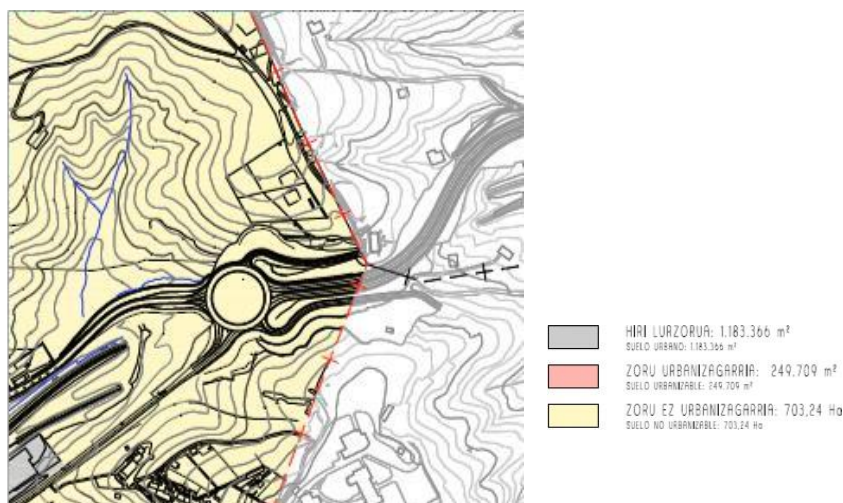 HIRI LURZORUA: 1.183.366 m²
SUELO URBANO: 1.183.366 m²
ZORU URBANIZAGARRIA: 249.709 m²
SUELO URBANIZABLE: 249.709 m²
ZORU EZ URBANIZAGARRIA: 703,24 Ha
SUELO NO URBANIZABLE: 703,24 Ha